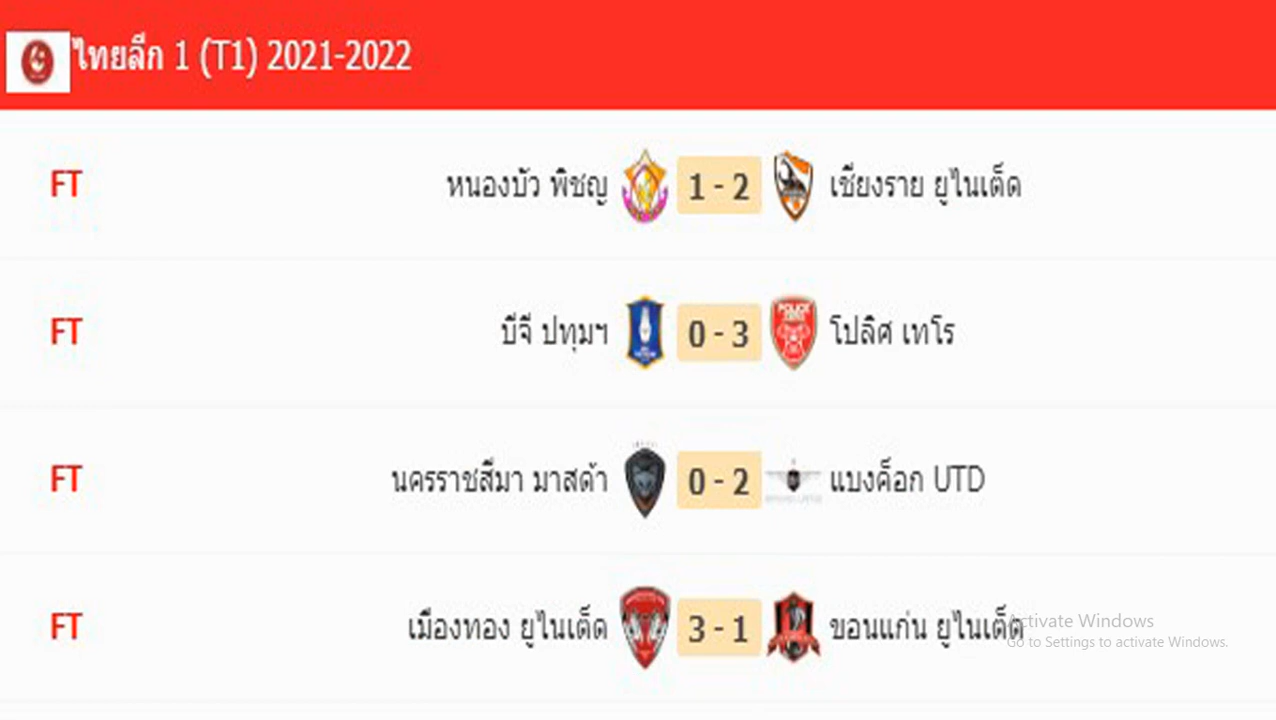 ไทยลีก 1 (T1) 2021-2022
FT หนองบัว พิชญ 1 - 2 เชียงราย ยูไนเต็ด
FT บีจี ปทุมฯ 0 - 3 โปลิศ เทโร
FT นครราชสีมา มาสด้า 0 - 2 แบงค็อก UTD
FT เมืองทอง ยูไนเต็ด 3 - 1 ขอนแก่น ยูไนเต็ด
Activate Windows
Go to Settings to activate Windows.